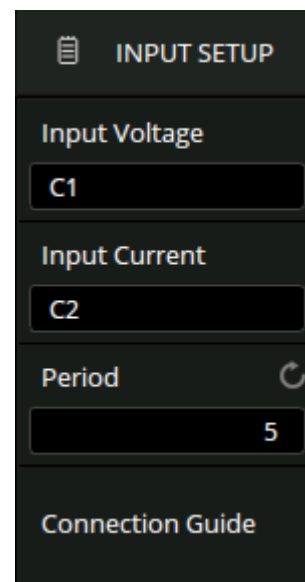 INPUT SETUP
Input Voltage
C1
Input Current
C2
Period
5
Connection Guide